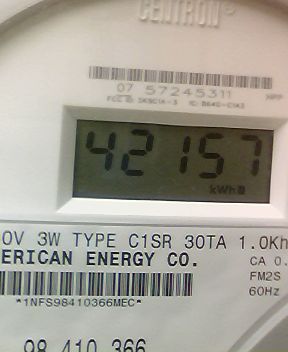 CENTRON®
07 57245311
42157
kWh
0V 3W TYPE C1SR 30TA 1.0Kh
ERICAN ENERGY CO.
CA 0.
FM2S
60Hz
*1NFS98410366MEC*
98 410 366